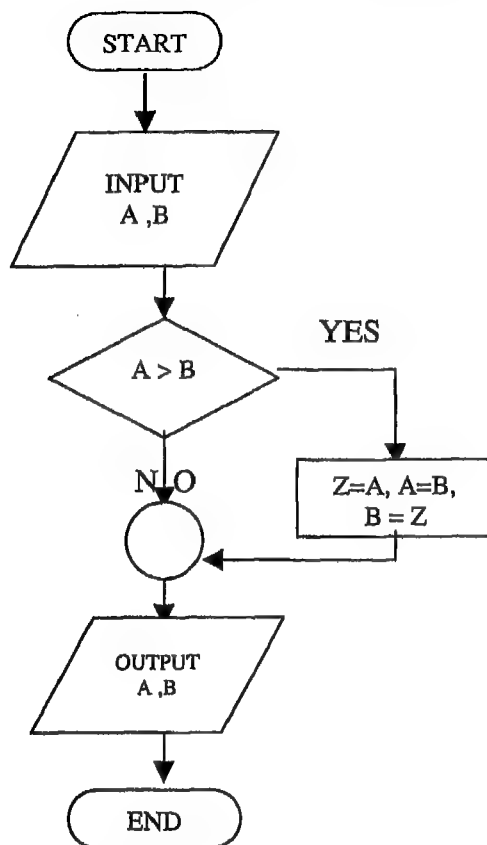 START
INPUT
A ,B
A > B
YES
N O
Z=A, A=B,
B = Z
OUTPUT
A ,B
END